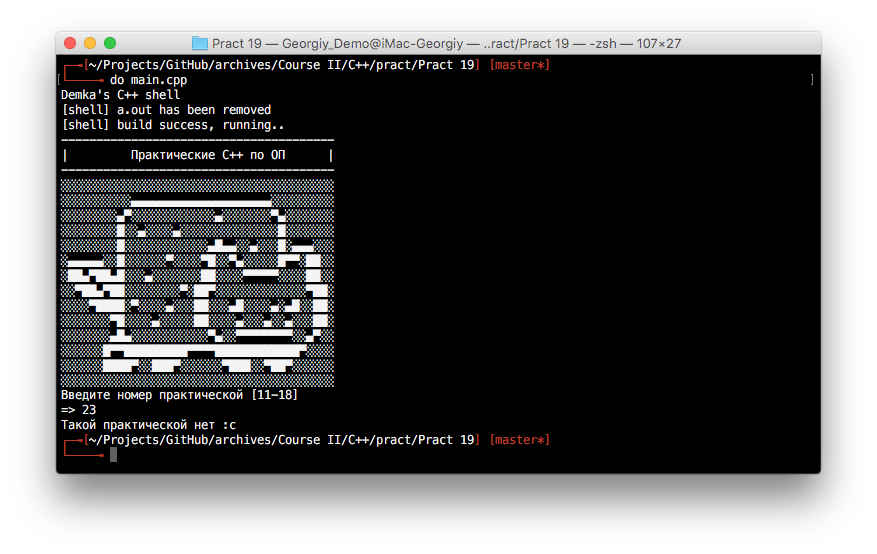 Pract 19 — Georgiy_Demo@iMac-Georgiy — ..ract/Pract 19 — -zsh — 107×27
[~/Projects/GitHub/archives/Course II/C++/pract/Pract 19] [master*]
do main.cpp
Demka's C++ shell
[shell] a.out has been removed
[shell] build success, running..
| Практические C++ по ОП |
Введите номер практической [11-18]
=> 23
Такой практической нет :c
[~/Projects/GitHub/archives/Course II/C++/pract/Pract 19] [master*]